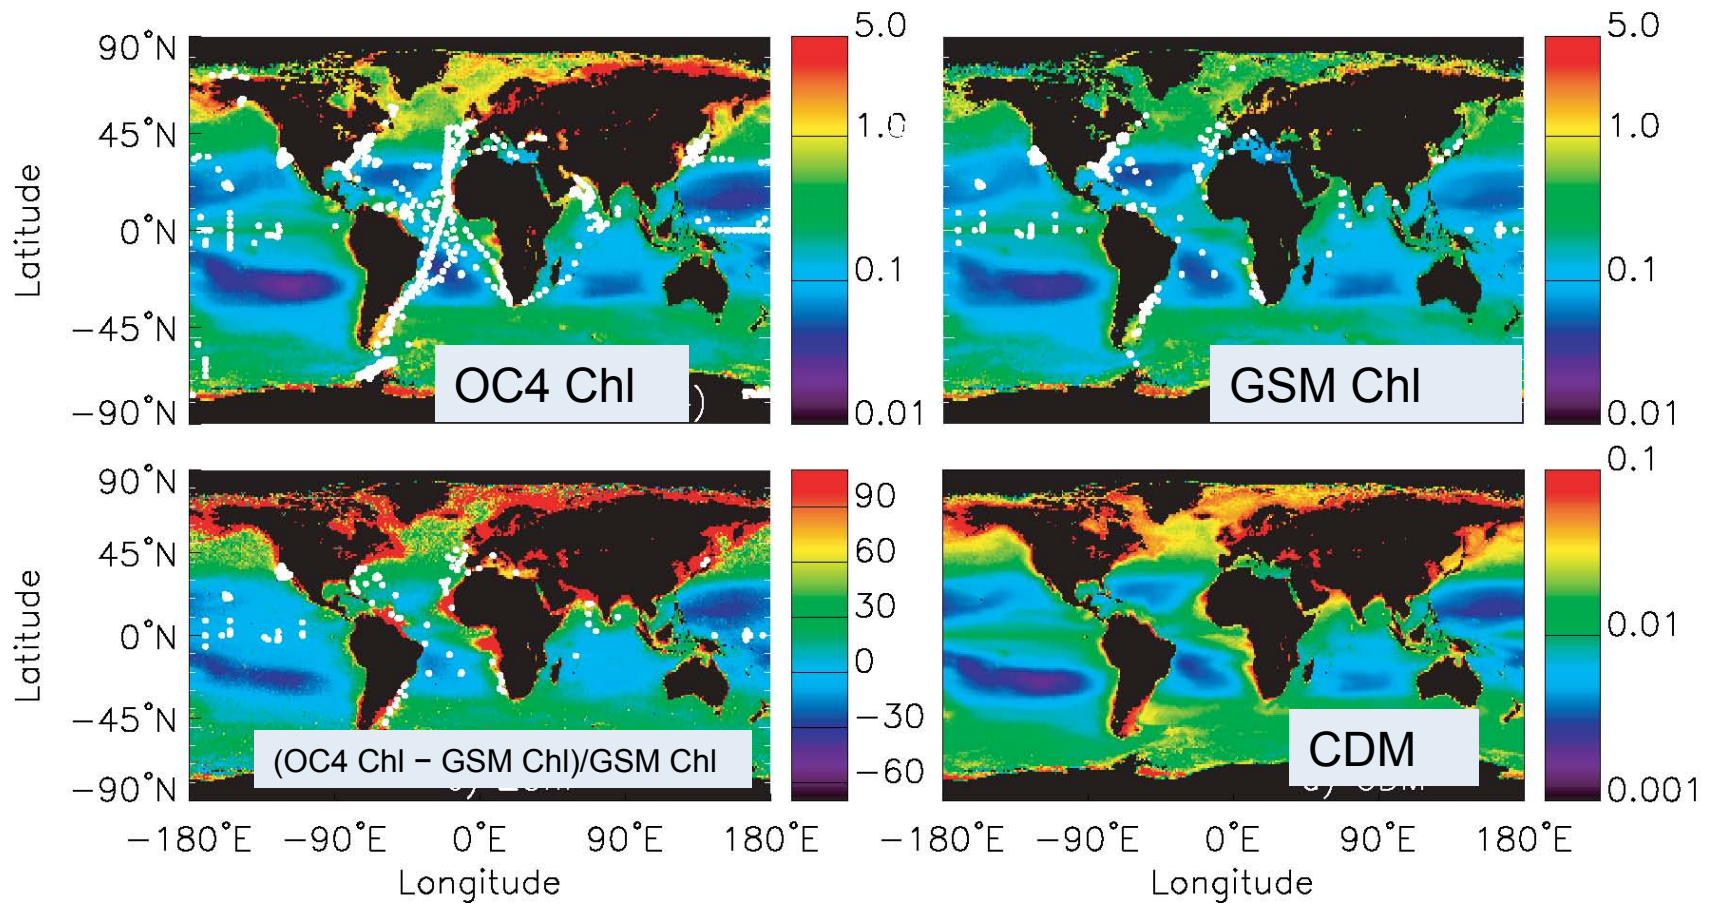 90°N
45°N
0°N
−45°N
−90°N
Latitude
OC4 Chl
)
5.0
1.0
0.1
0.01
GSM Chl
5.0
1.0
0.1
0.01
90°N
45°N
0°N
−45°N
−90°N
Latitude
(OC4 Chl − GSM Chl)/GSM Chl
90
60
30
0
−30
−60
−180°E −90°E 0°E 90°E 180°E
Longitude
CDM
0.1
0.01
0.001
−180°E −90°E 0°E 90°E 180°E
Longitude